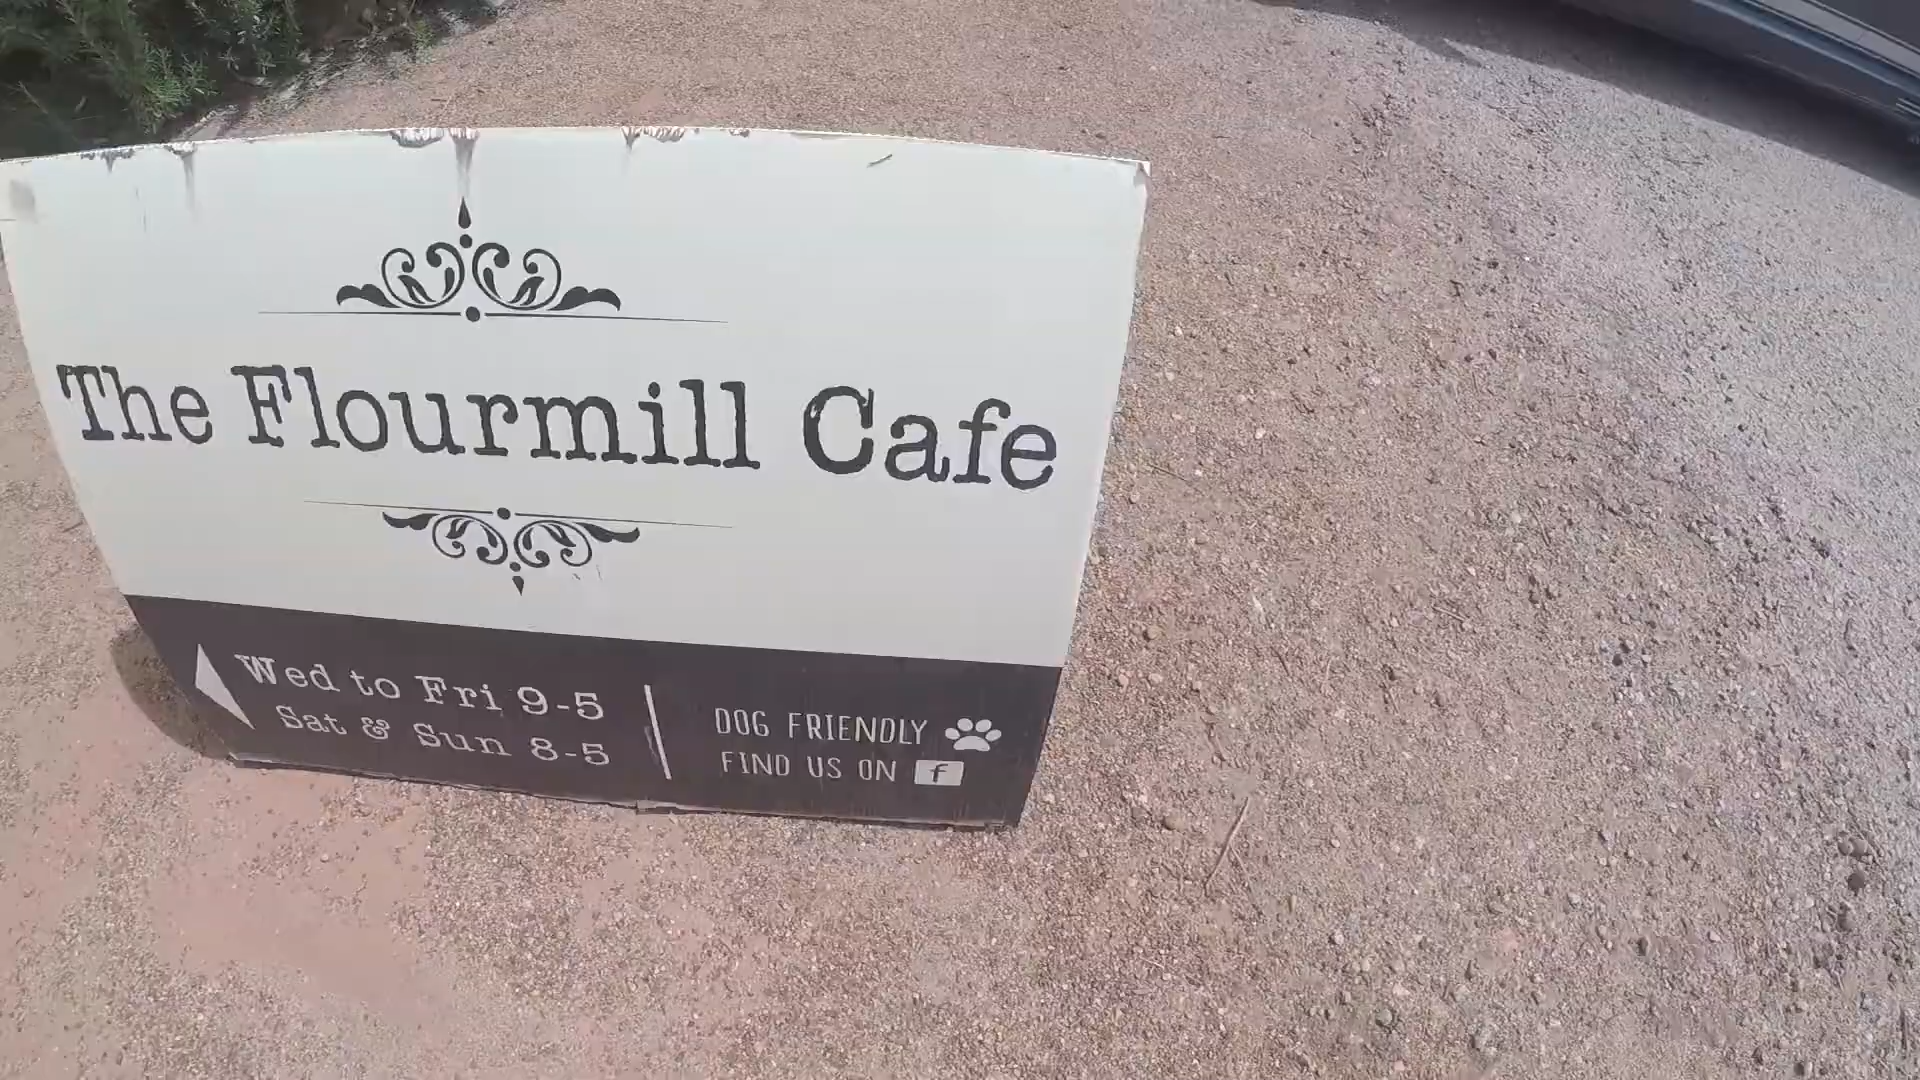 The Flourmill Cafe
Wed to Fri 9-5
Sat & Sun 8-5
DOG FRIENDLY
FIND US ON f